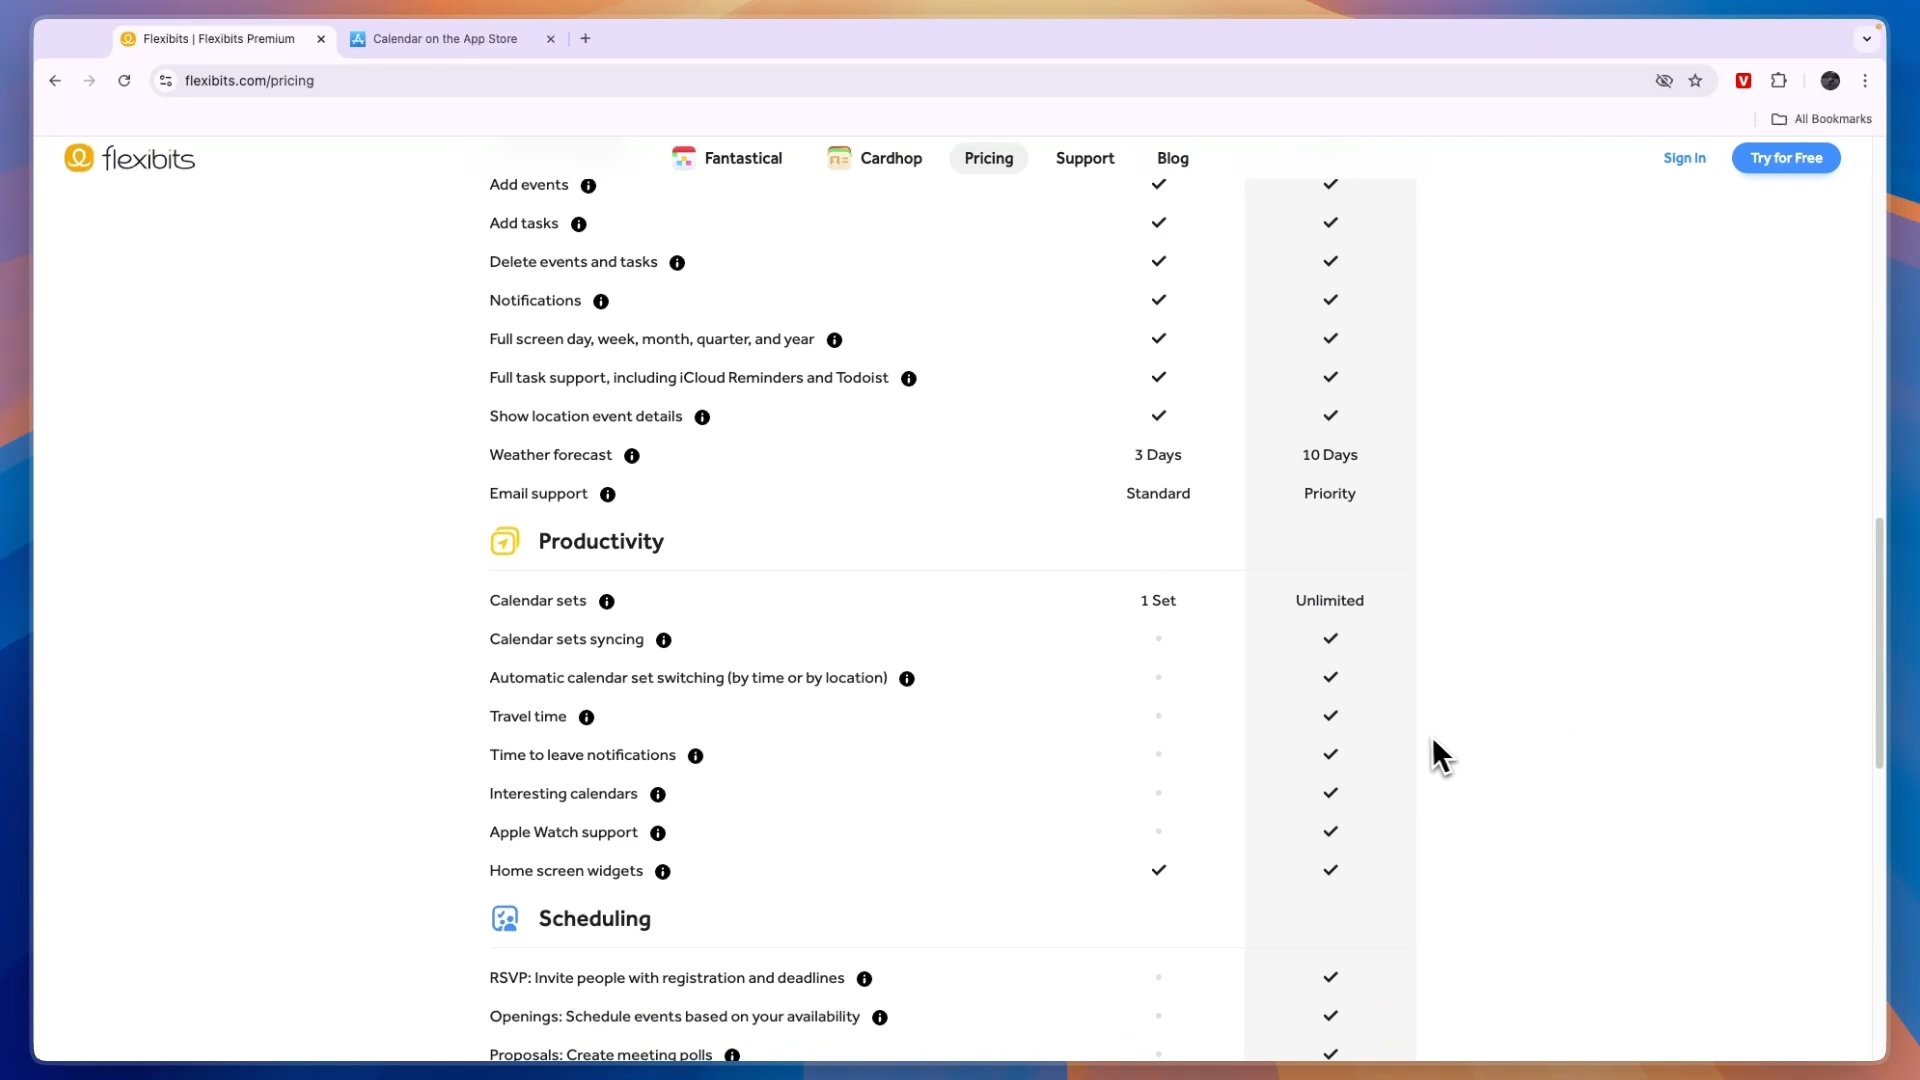 Flexibits | Flexibits Premium
Calendar on the App Store
flexibits.com/pricing
All Bookmarks
flexibits
Fantastical
Cardhop
Pricing
Support
Blog
Sign In
Try for Free
Add events
Add tasks
Delete events and tasks
Notifications
Full screen day, week, month, quarter, and year
Full task support, including iCloud Reminders and Todoist
Show location event details
Weather forecast 3 Days 10 Days
Email support Standard Priority
Productivity
Calendar sets 1 Set Unlimited
Calendar sets syncing
Automatic calendar set switching (by time or by location)
Travel time
Time to leave notifications
Interesting calendars
Apple Watch support
Home screen widgets
Scheduling
RSVP: Invite people with registration and deadlines
Openings: Schedule events based on your availability
Proposals: Create meeting polls